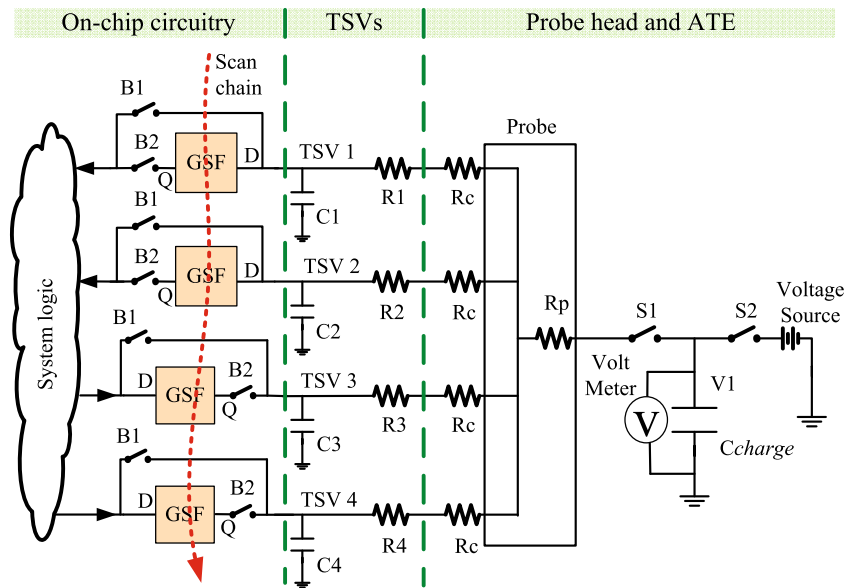 On-chip circuitry
TSVs
Probe head and ATE
Scan
chain
B1
B2
GSF
Q
D
TSV 1
C1
R1
Rc
Probe
B1
B2
GSF
Q
D
TSV 2
C2
R2
Rc
Rp
S1
S2
Voltage
Source
System logic
B1
D
GSF
B2
Q
TSV 3
C3
R3
Rc
Volt
Meter
V
V1
Ccharge
B1
D
GSF
B2
Q
TSV 4
C4
R4
Rc